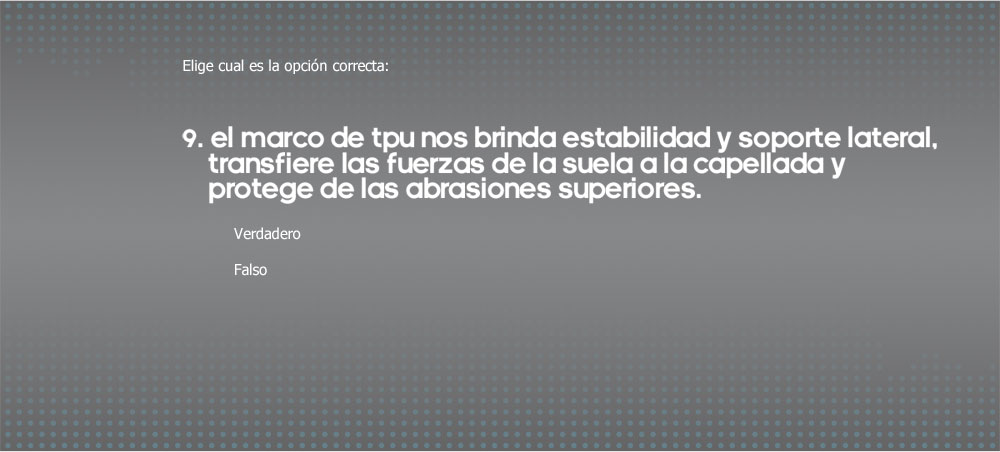 Elige cual es la opción correcta:
9. el marco de tpu nos brinda estabilidad y soporte lateral,
transfiere las fuerzas de la suela a la capellada y
protege de las abrasiones superiores.
Verdadero
Falso